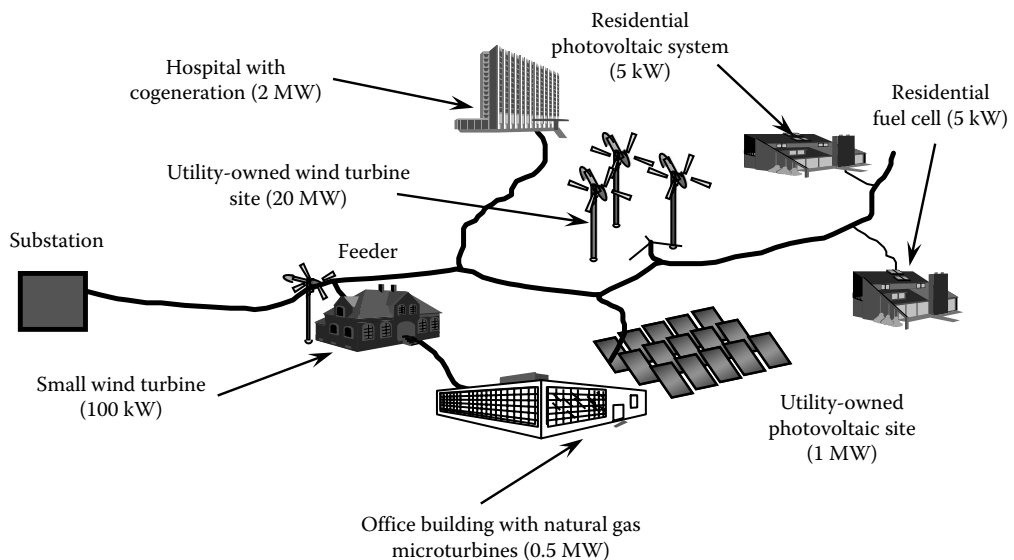 Residential
photovoltaic system
(5 kW)
Hospital with
cogeneration (2 MW)
Residential
fuel cell (5 kW)
Utility-owned wind turbine
site (20 MW)
Substation
Feeder
Small wind turbine
(100 kW)
Utility-owned
photovoltaic site
(1 MW)
Office building with natural gas
microturbines (0.5 MW)